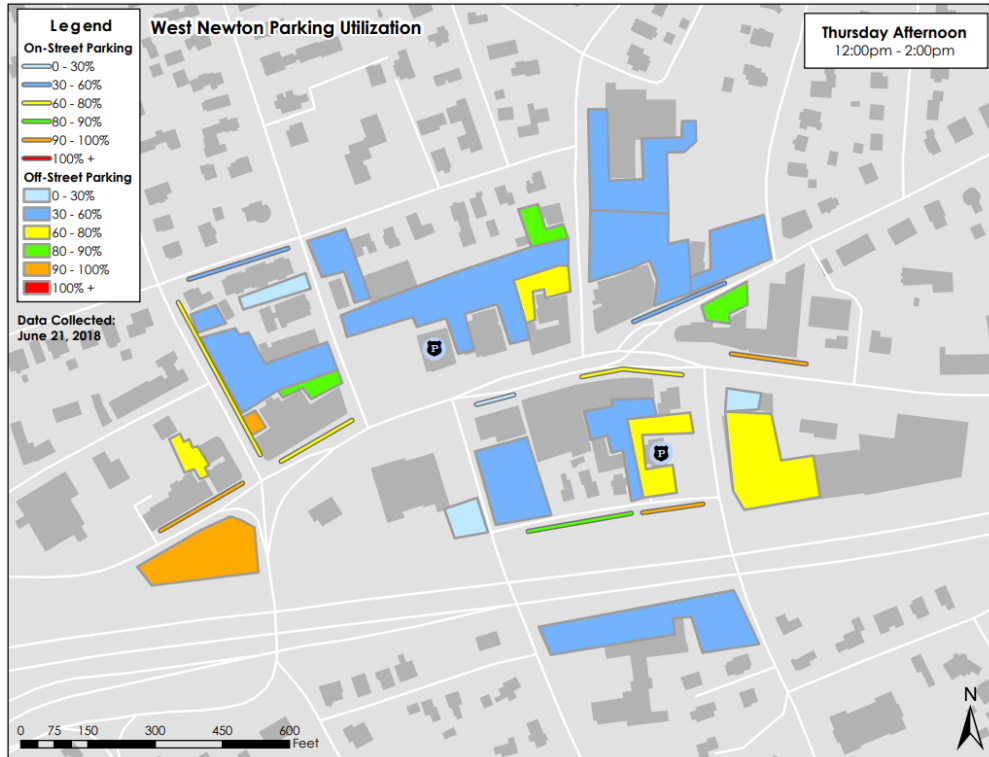 Legend
On-Street Parking
0 - 30%
30 - 60%
60 - 80%
80 - 90%
90 - 100%
100% +
Off-Street Parking
0 - 30%
30 - 60%
60 - 80%
80 - 90%
90 - 100%
100% +
Data Collected:
June 21, 2018
West Newton Parking Utilization
Thursday Afternoon
12:00pm - 2:00pm
P
P
0 75 150 300 450 600
Feet
N